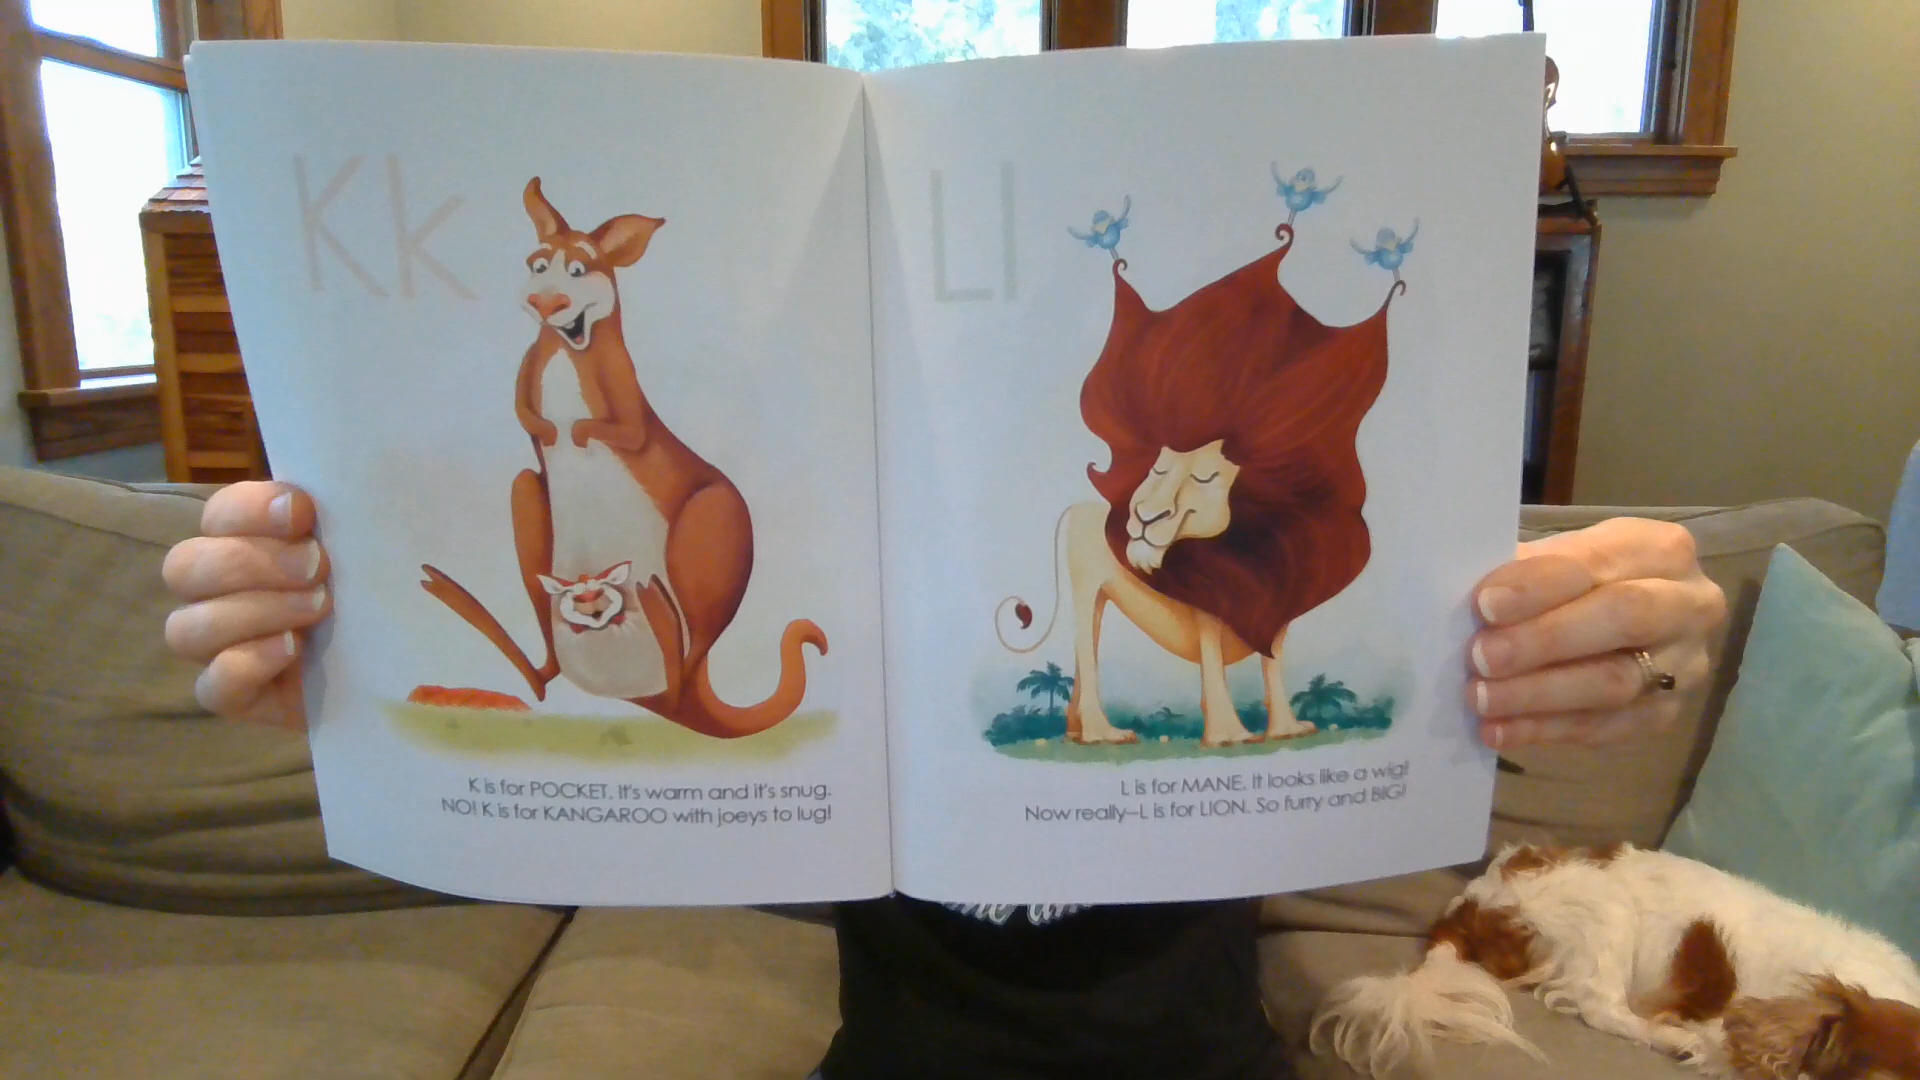 Kk
K is for POCKET. It's warm and it's snug.
NO! K is for KANGAROO with joeys to lug!
Ll
L is for MANE. It looks like a wig!
Now really—L is for LION. So furry and BIG!